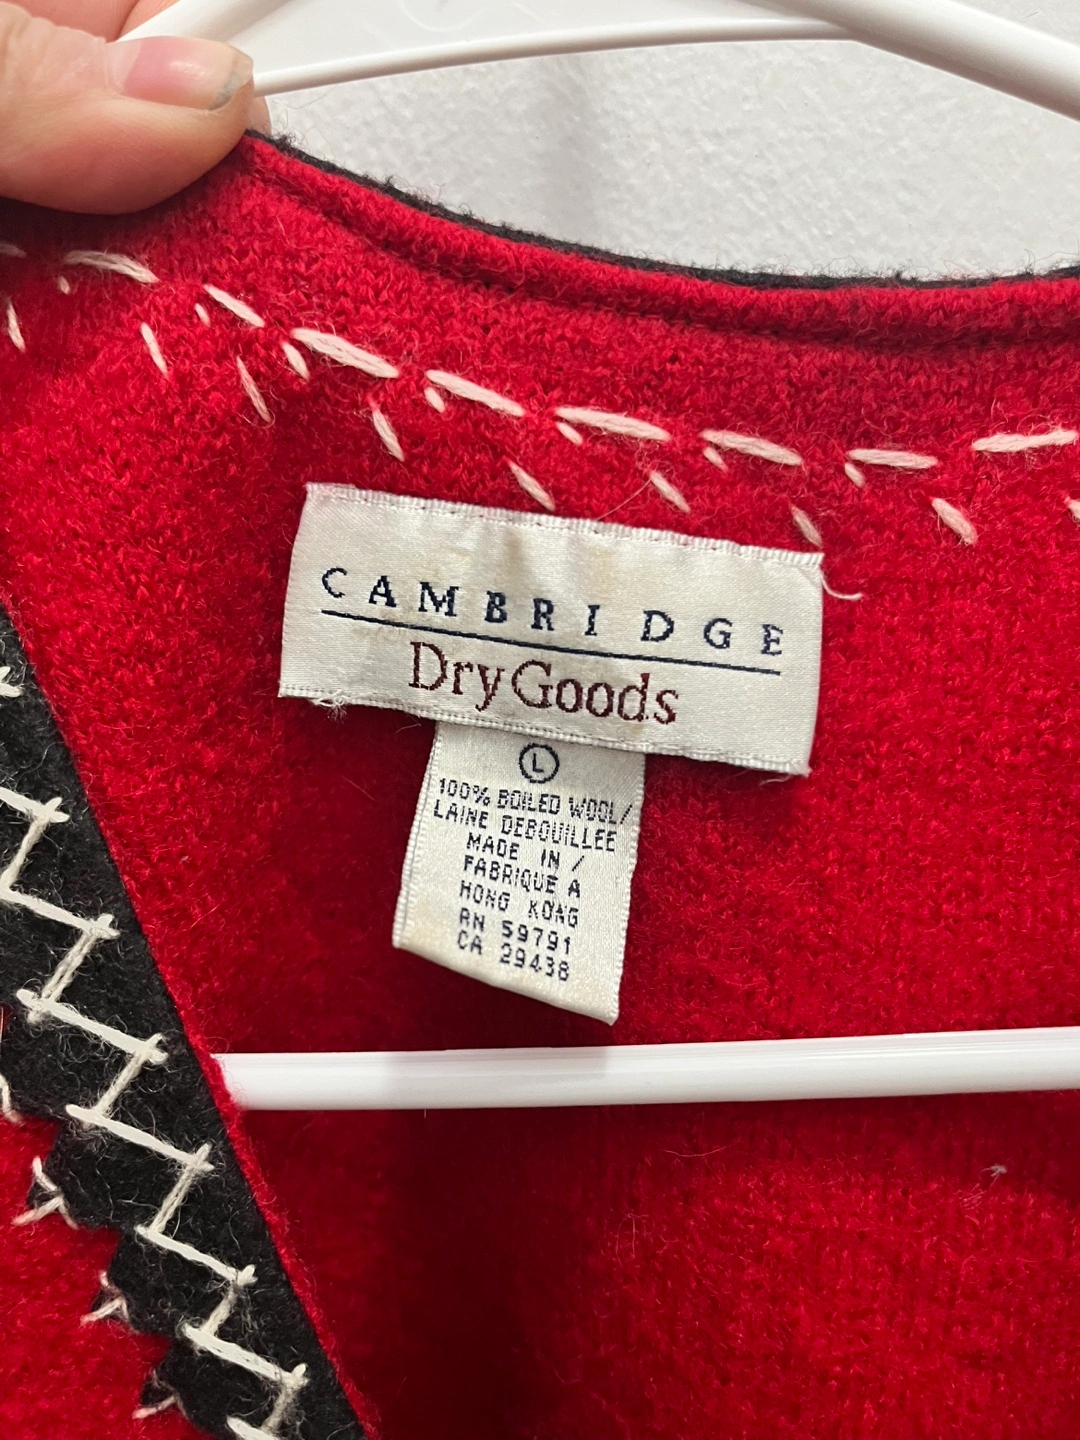 CAMBRIDGE
Dry Goods
L
100% BOILED WOOL/
LAINE DEBOUILLEE
MADE IN /
FABRIQUE A
HONG KONG
RN 59791
CA 29438